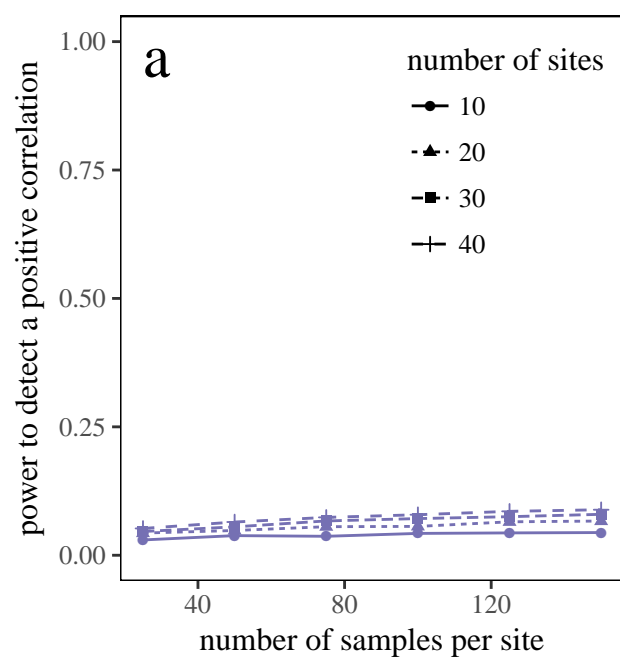 a
number of sites
10
20
30
40
power to detect a positive correlation
1.00
0.75
0.50
0.25
0.00
40 80 120
number of samples per site